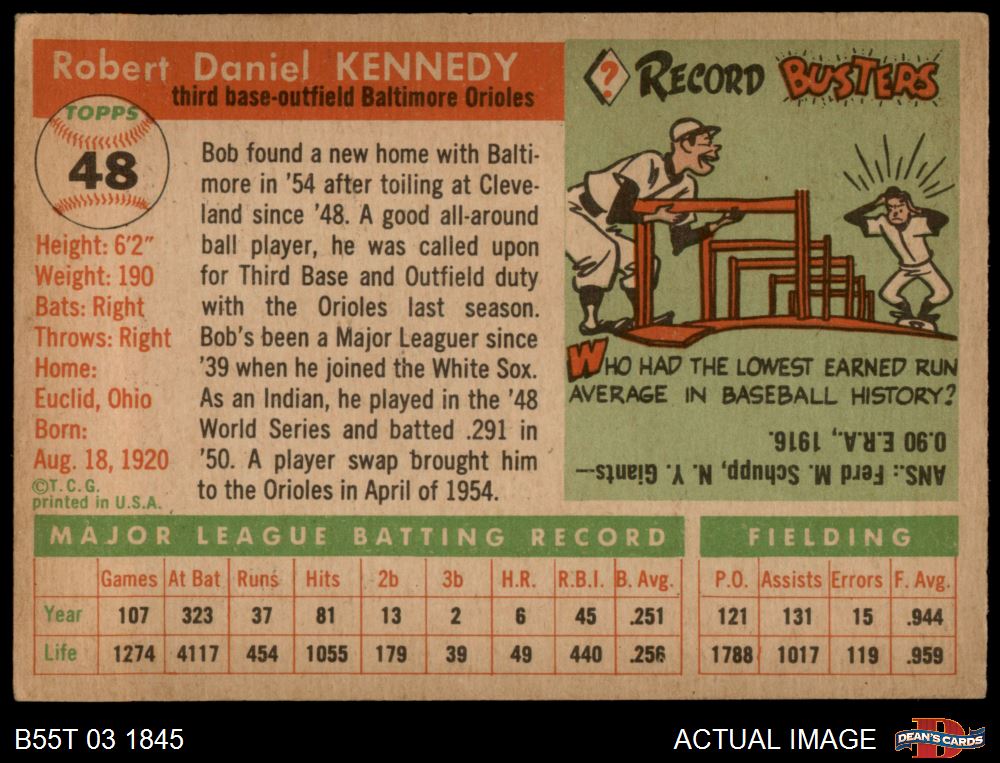 Robert Daniel KENNEDY
third base-outfield Baltimore Orioles
TOPPS
48
Height: 6'2"
Weight: 190
Bats: Right
Throws: Right
Home:
Euclid, Ohio
Born:
Aug. 18, 1920
©T.C.G.
printed in U.S.A.
Bob found a new home with Balti-
more in '54 after toiling at Cleve-
land since '48. A good all-around
ball player, he was called upon
for Third Base and Outfield duty
with the Orioles last season.
Bob's been a Major Leaguer since
'39 when he joined the White Sox.
As an Indian, he played in the '48
World Series and batted .291 in
'50. A player swap brought him
to the Orioles in April of 1954.
? RECORD BUSTERS
WHO HAD THE LOWEST EARNED RUN
AVERAGE IN BASEBALL HISTORY?
ANS.: Ferd M. Schupp, N. Y. Giants—
0.90 E.R.A., 1916.
MAJOR LEAGUE BATTING RECORD FIELDING
Games At Bat Runs Hits 2b 3b H.R. R.B.I. B. Avg. P.O. Assists Errors F. Avg.
Year 107 323 37 81 13 2 6 45 .251 121 131 15 .944
Life 1274 4117 454 1055 179 39 49 440 .256 1788 1017 119 .959
B55T 03 1845 ACTUAL IMAGE DEAN'S CARDS